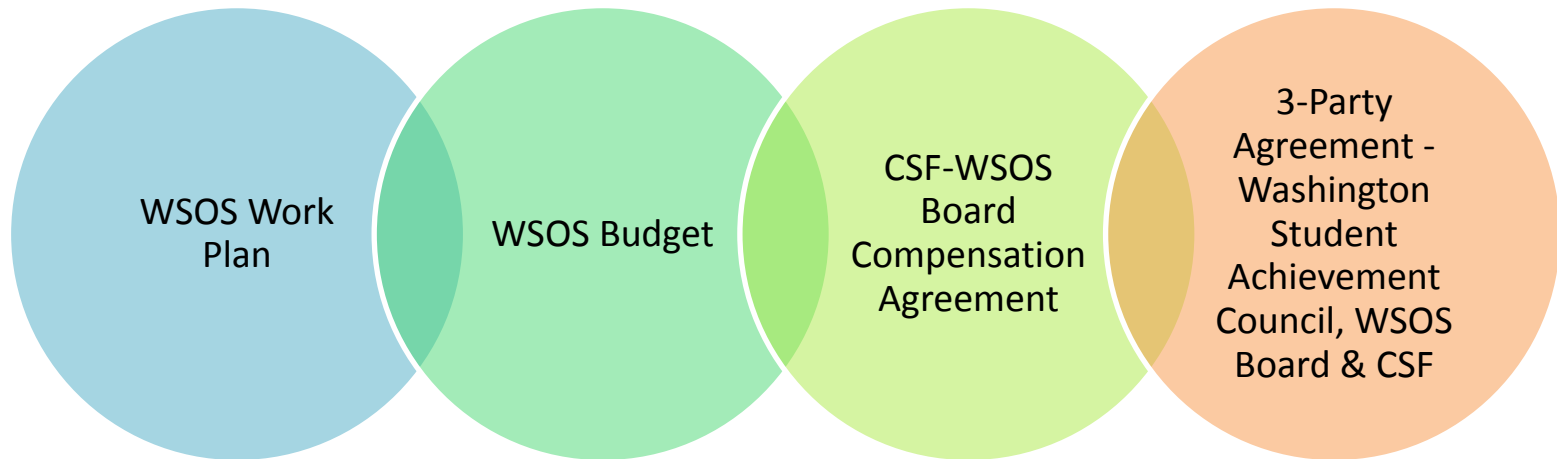 WSOS Work
Plan
WSOS Budget
CSF-WSOS
Board
Compensation
Agreement
3-Party
Agreement -
Washington
Student
Achievement
Council, WSOS
Board & CSF